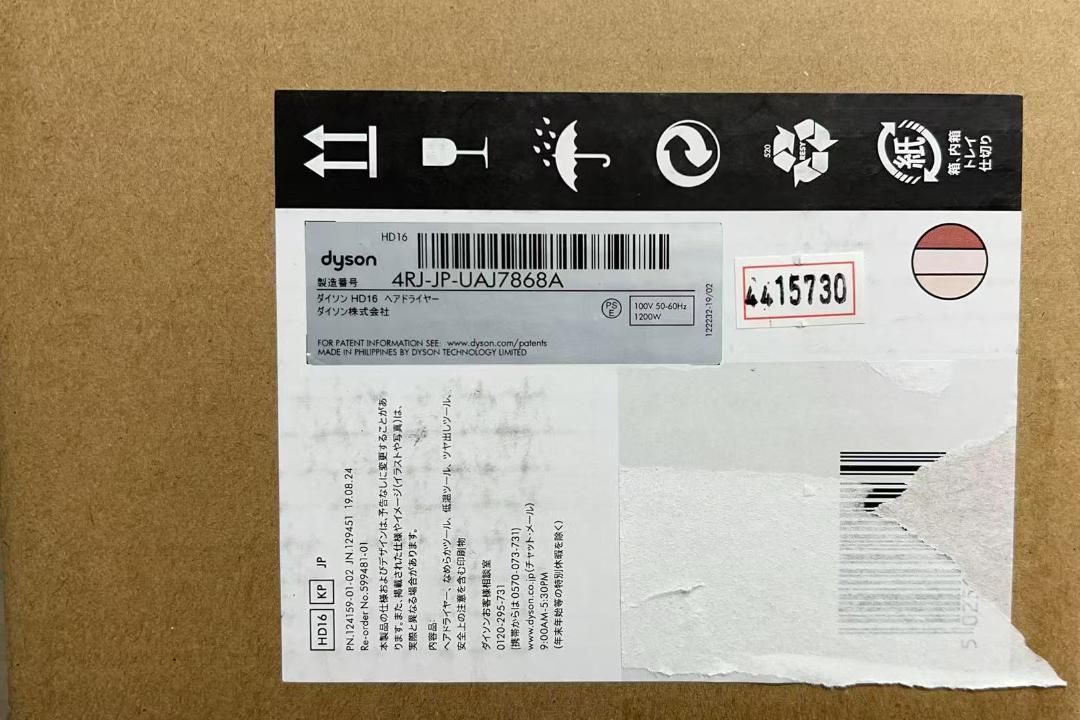 520
RESY
紙
箱、内箱
トレイ
仕切り
HD16
dyson
製造番号 4RJ-JP-UAJ7868A
ダイソン HD16 ヘアドライヤー
ダイソン株式会社
PS
E
100V 50-60Hz
1200W
122232-19/02
FOR PATENT INFORMATION SEE: www.dyson.com/patents
MADE IN PHILIPPINES BY DYSON TECHNOLOGY LIMITED
4415730
HD16 KP JP
PN.124159-01-02 JN.129451 19.08.24
Re-order No.599481-01
本製品の仕様およびデザインは、予告なしに変更することがあ
ります。また、掲載された仕様やイメージ(イラストや写真)は、
実際と異なる場合があります。
内容品:
ヘアドライヤー、なめらかツール、低温ツール、ツヤ出しツール、
安全上の注意を含む印刷物
ダイソンお客様相談室
0120-295-731
(携帯からは 0570-073-731)
www.dyson.co.jp (チャット・メール)
9:00AM-5:30PM
(年末年始等の特別休暇を除く)
5 025